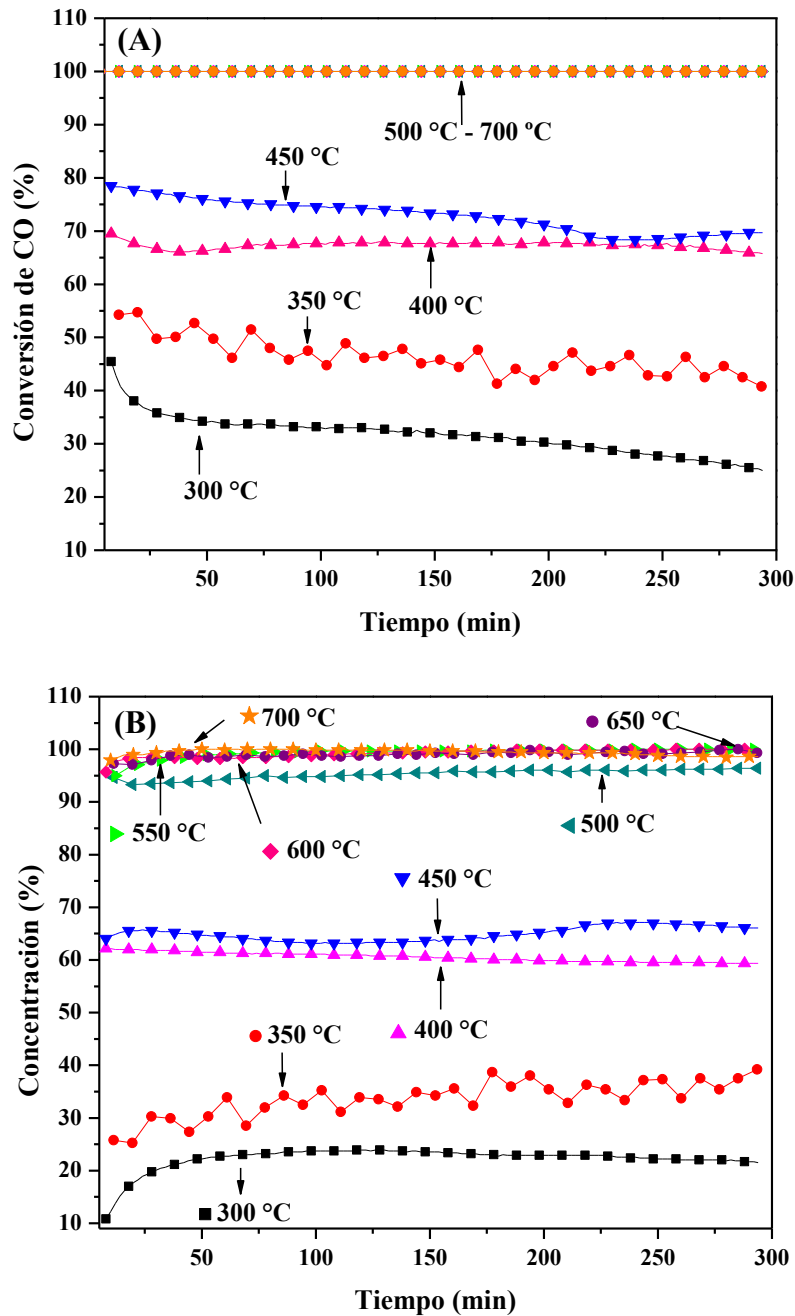 110
(A)
100
500 °C - 700 °C
90
450 °C
80
70
60
400 °C
350 °C
50
40
30
300 °C
20
10
50
100
150
200
250
300
Conversión de CO (%)
Tiempo (min)
110
(B)
700 °C
650 °C
100
90
550 °C
600 °C
500 °C
80
450 °C
70
60
400 °C
50
350 °C
40
30
20
300 °C
10
50
100
150
200
250
300
Concentración (%)
Tiempo (min)